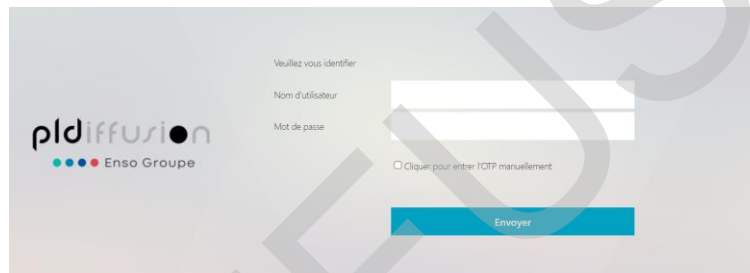 pldiffusion
Enso Groupe
Veuillez vous identifier
Nom d'utilisateur
Mot de passe
Cliquer pour entrer l'OTP manuellement
Envoyer